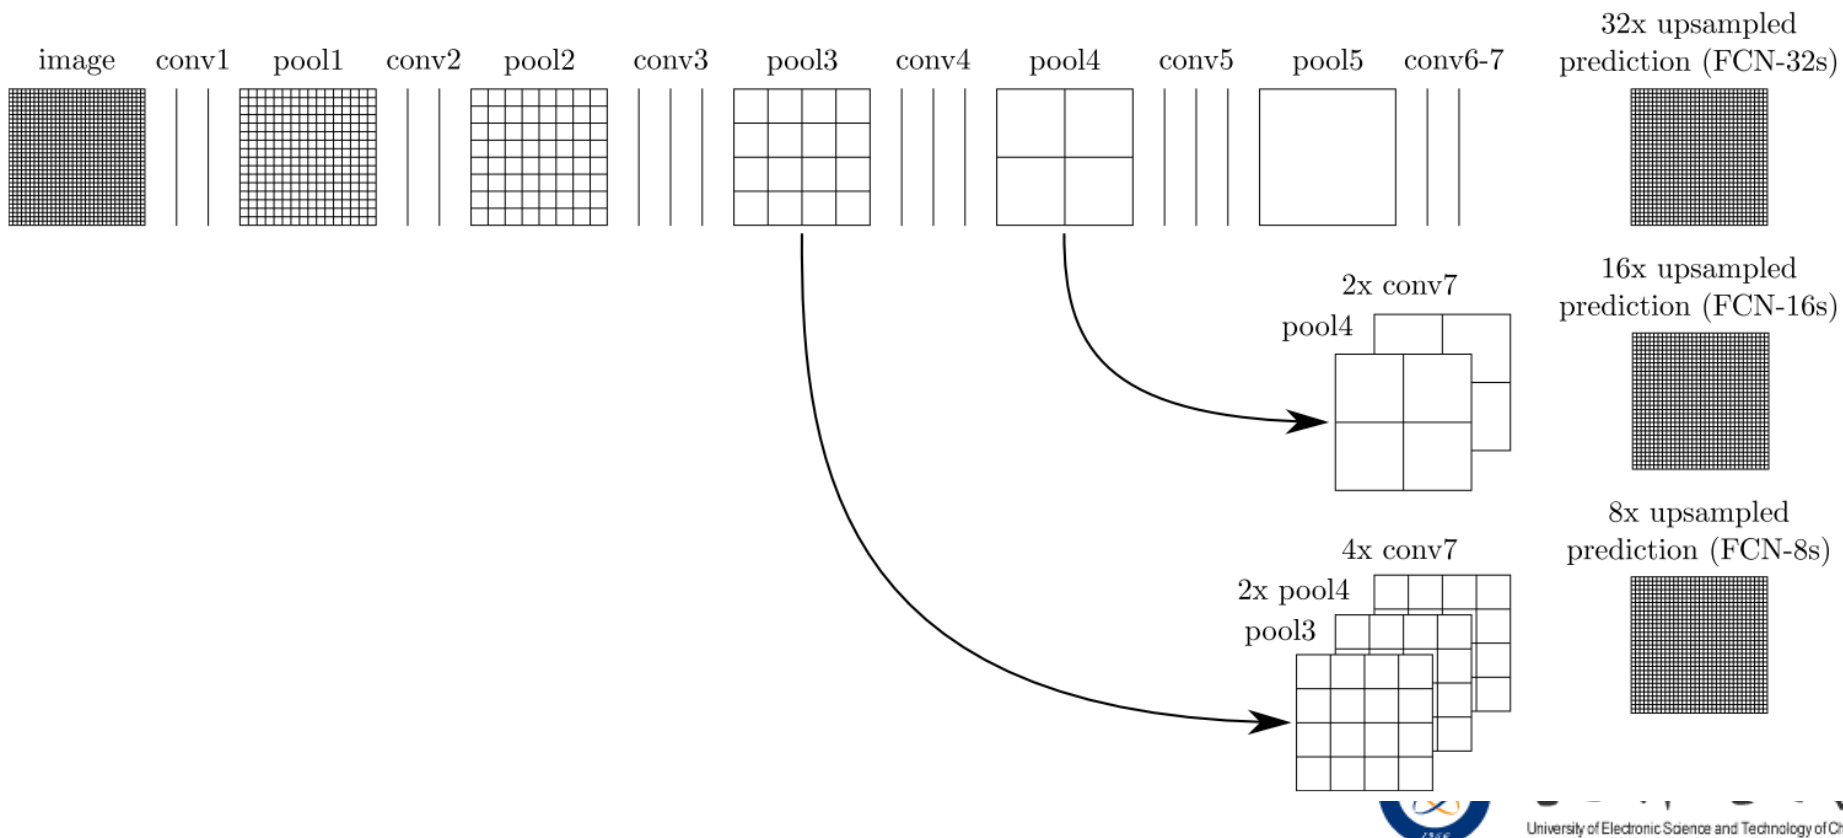 image conv1 pool1 conv2 pool2 conv3 pool3 conv4 pool4 conv5 pool5 conv6-7
32x upsampled
prediction (FCN-32s)
16x upsampled
prediction (FCN-16s)
2x conv7
pool4
8x upsampled
prediction (FCN-8s)
4x conv7
2x pool4
pool3
1956
University of Electronic Science and Technology of Ch